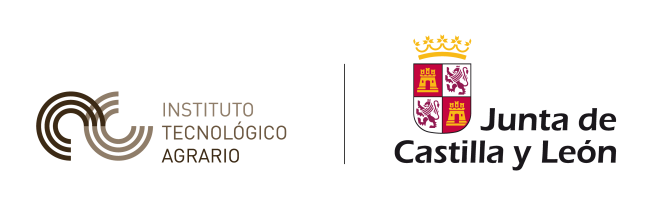 INSTITUTO
TECNOLÓGICO
AGRARIO
Junta de
Castilla y León